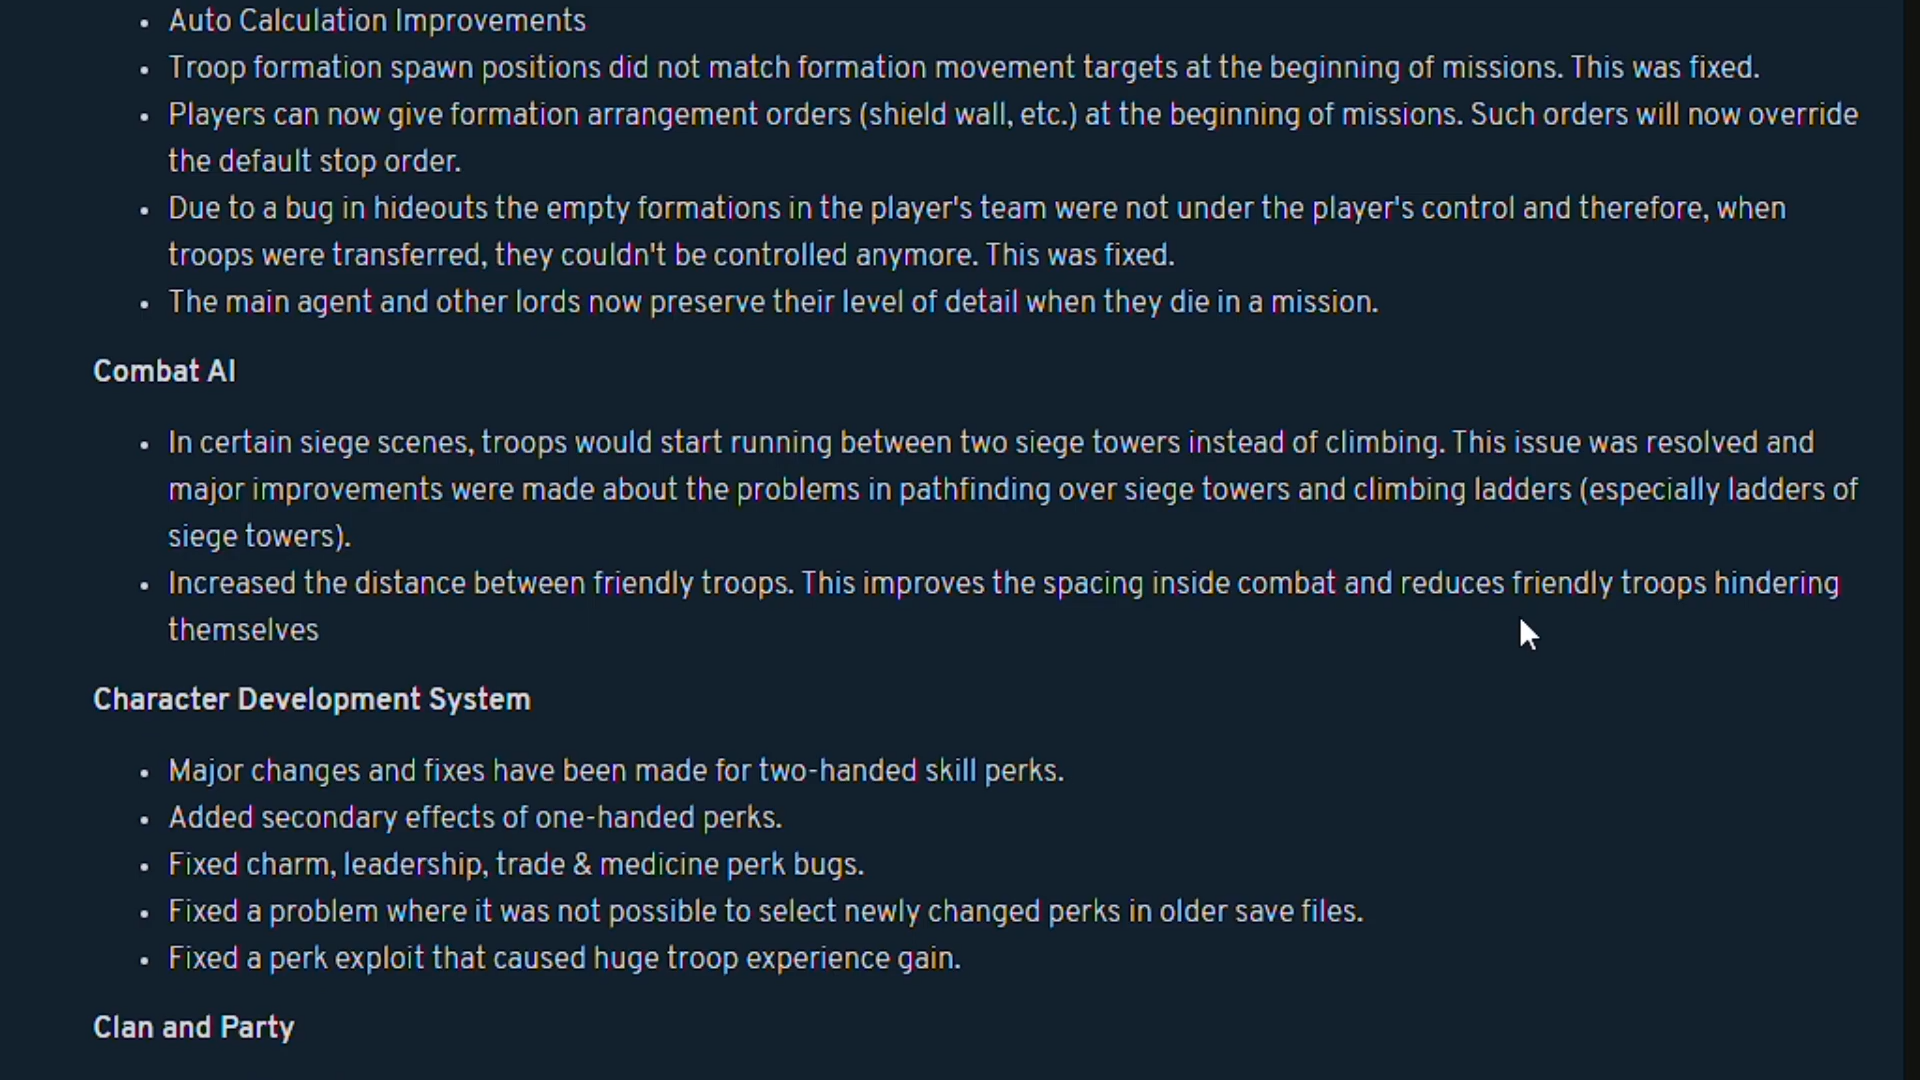 • Auto Calculation Improvements
• Troop formation spawn positions did not match formation movement targets at the beginning of missions. This was fixed.
• Players can now give formation arrangement orders (shield wall, etc.) at the beginning of missions. Such orders will now override
the default stop order.
• Due to a bug in hideouts the empty formations in the player's team were not under the player's control and therefore, when
troops were transferred, they couldn't be controlled anymore. This was fixed.
• The main agent and other lords now preserve their level of detail when they die in a mission.
Combat AI
• In certain siege scenes, troops would start running between two siege towers instead of climbing. This issue was resolved and
major improvements were made about the problems in pathfinding over siege towers and climbing ladders (especially ladders of
siege towers).
• Increased the distance between friendly troops. This improves the spacing inside combat and reduces friendly troops hindering
themselves
Character Development System
• Major changes and fixes have been made for two-handed skill perks.
• Added secondary effects of one-handed perks.
• Fixed charm, leadership, trade & medicine perk bugs.
• Fixed a problem where it was not possible to select newly changed perks in older save files.
• Fixed a perk exploit that caused huge troop experience gain.
Clan and Party